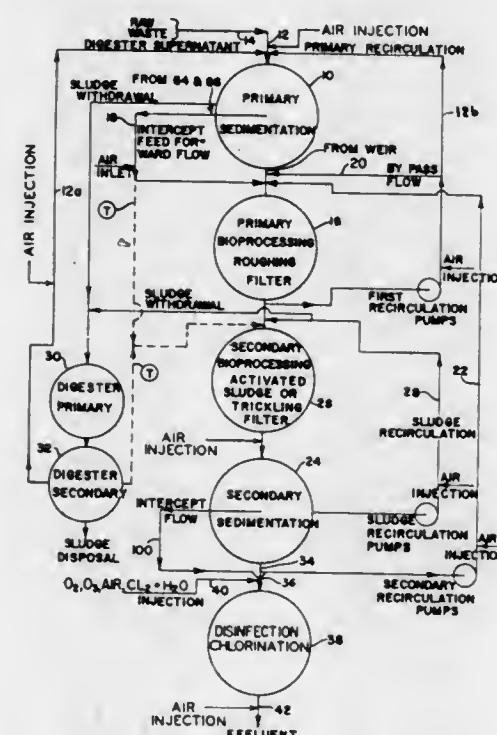 RAW
WASTE
14
12
AIR INJECTION
DIGESTER SUPERNATANT
PRIMARY RECIRCULATION
FROM 64 & 66
10
SLUDGE
WITHDRAWAL
PRIMARY
SEDIMENTATION
18
INTERCEPT
FEED FOR-
WARD FLOW
12b
FROM WEIR
20
BY PASS
FLOW
AIR
INLET
12a
AIR INJECTION
T
16
PRIMARY
BIOPROCESSING
ROUGHING
FILTER
AIR
INJECTION
SLUDGE
WITHDRAWAL
FIRST
RECIRCULATION
PUMPS
22
30
T
SECONDARY
BIOPROCESSING
ACTIVATED
SLUDGE OR
TRICKLING
FILTER
26
28
DIGESTER
PRIMARY
SLUDGE
RECIRCULATION
32
AIR
INJECTION
24
DIGESTER
SECONDARY
INTERCEPT
FLOW
SECONDARY
SEDIMENTATION
AIR
INJECTION
SLUDGE
DISPOSAL
100
34
SLUDGE
RECIRCULATION
PUMPS
AIR
INJECTION
O2,O3,AIR,CL2+H2O
INJECTION
40
36
SECONDARY
RECIRCULATION
PUMPS
DISINFECTION
CHLORINATION
38
AIR
INJECTION
42
EFFLUENT